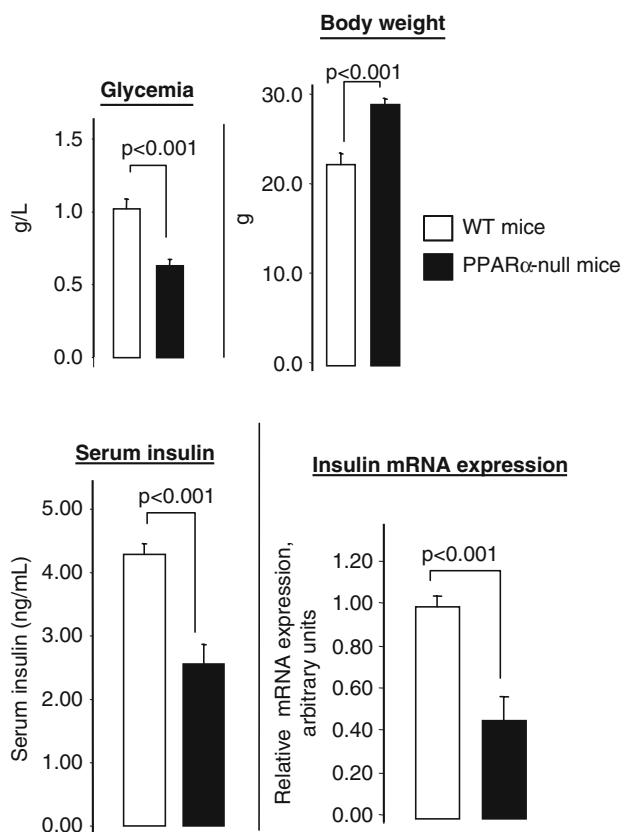 Body weight
p<0.001
30.0
20.0
10.0
0.0
g
Glycemia
p<0.001
1.5
1.0
0.5
0.0
g/L
WT mice
PPARα-null mice
Serum insulin
p<0.001
5.00
4.00
3.00
2.00
1.00
0.00
Serum insulin (ng/mL)
Insulin mRNA expression
p<0.001
1.20
1.00
0.80
0.60
0.40
0.20
0.00
Relative mRNA expression,
arbitrary units